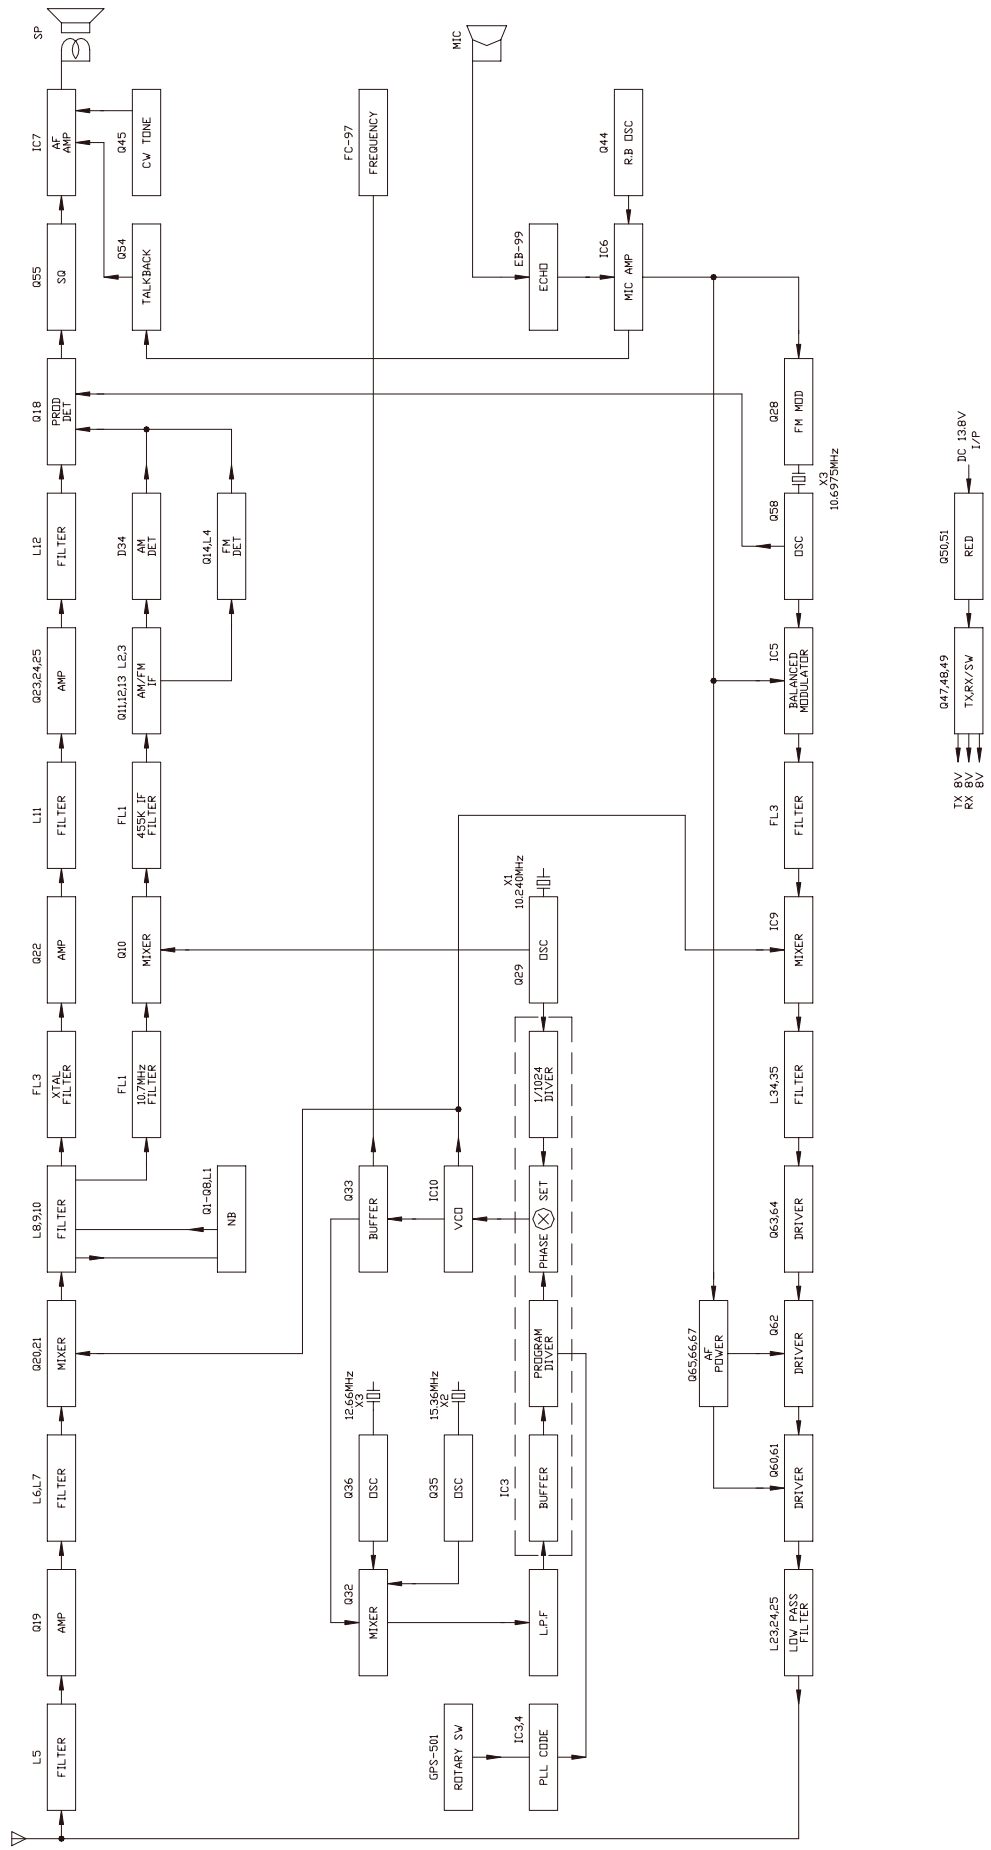 L5
FILTER
Q19
AMP
L6,L7
FILTER
Q20,21
MIXER
L8,9,10
FILTER
FL3
XTAL
FILTER
Q22
AMP
L11
FILTER
Q23,24,25
AMP
L12
FILTER
Q18
PROD
DET
Q55
SQ
IC7
AF
AMP
SP
FL1
10.7MHz
FILTER
Q10
MIXER
FL1
455K IF
FILTER
Q11,12,13 L2,3
AM/FM
IF
D34
AM
DET
Q54
TALKBACK
Q45
CW TONE
Q1-Q8,L1
NB
Q14,L4
FM
DET
Q32
MIXER
Q36
OSC
12.66MHz
X3
Q33
BUFFER
FC-97
FREQUENCY
GPS-501
ROTARY SW
Q35
OSC
15.36MHz
X2
IC10
VCO
MIC
IC3,4
PLL CODE
L.P.F
IC3
BUFFER
PROGRAM
DIVER
PHASE SET
1/1024
DIVER
Q29
OSC
X1
10.240MHz
EB-99
ECHO
IC6
MIC AMP
Q44
R.B OSC
Q65,66,67
AF
POWER
L23,24,25
LOW PASS
FILTER
Q60,61
DRIVER
Q62
DRIVER
Q63,64
DRIVER
L34,35
FILTER
IC9
MIXER
FL3
FILTER
IC5
BALANCED
MODULATOR
Q58
OSC
X3
10.6975MHz
Q28
FM MOD
TX 8V
RX 8V
8V
Q47,48,49
TX,RX/SW
Q50,51
RED
DC 13.8V
I/P